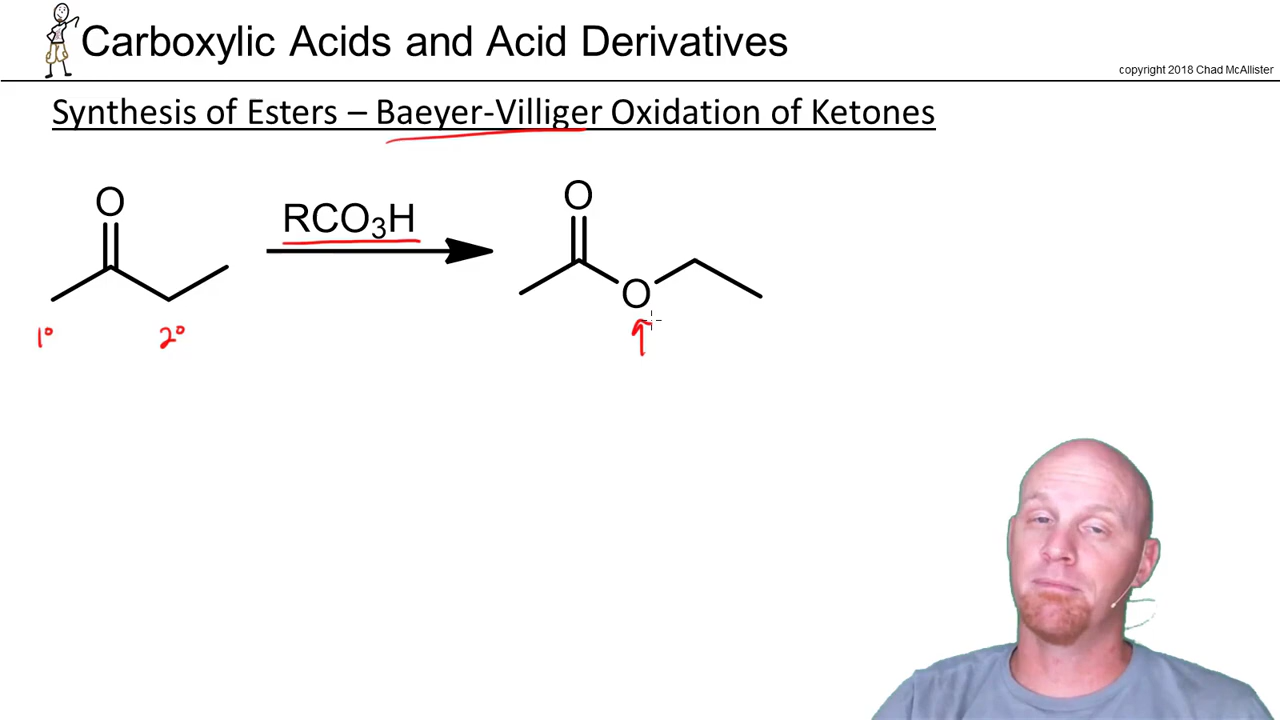 Carboxylic Acids and Acid Derivatives
copyright 2018 Chad McAllister
Synthesis of Esters – Baeyer-Villiger Oxidation of Ketones
O
RCO₃H
O
O
1° 2°